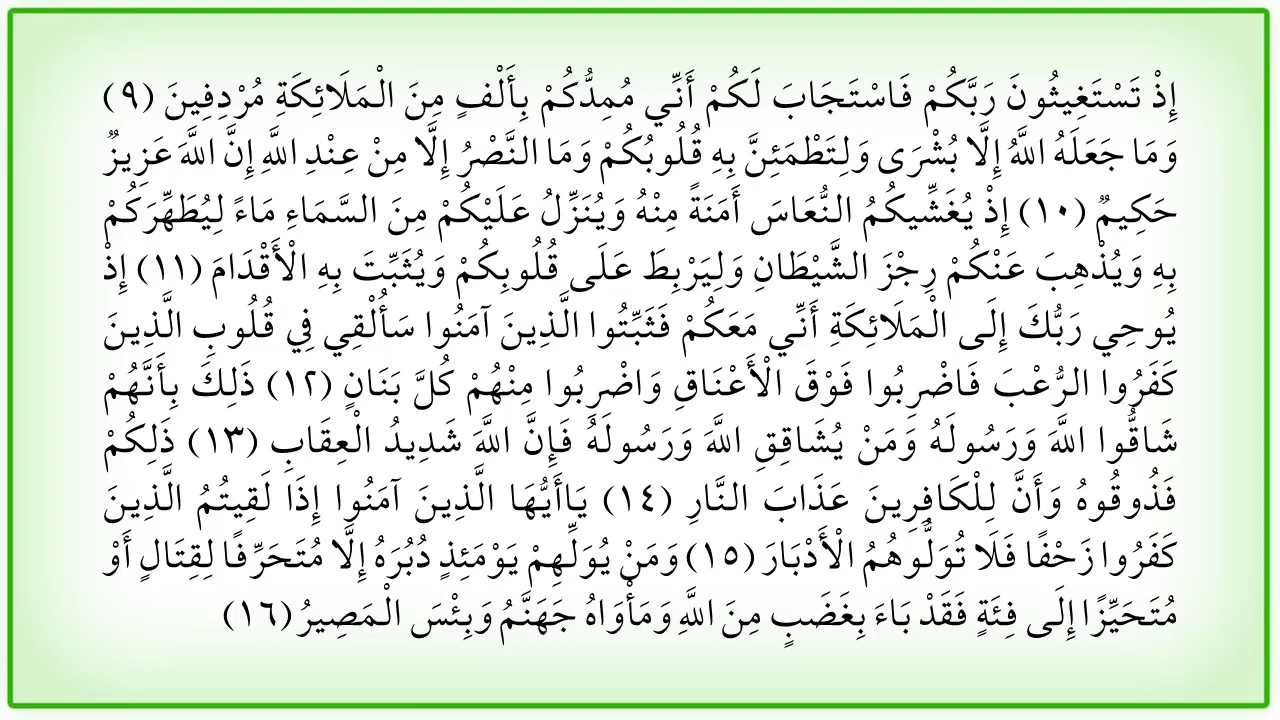 إِذْ تَسْتَغِيثُونَ رَبَّكُمْ فَاسْتَجَابَ لَكُمْ أَنِّي مُمِدُّكُمْ بِأَلْفٍ مِنَ الْمَلَائِكَةِ مُرْدِفِينَ (٩)
وَمَا جَعَلَهُ اللَّهُ إِلَّا بُشْرَى وَلِتَطْمَئِنَّ بِهِ قُلُوبُكُمْ وَمَا النَّصْرُ إِلَّا مِنْ عِنْدِ اللَّهِ إِنَّ اللَّهَ عَزِيزٌ
حَكِيمٌ (١٠) إِذْ يُغَشِّيكُمُ النُّعَاسَ أَمَنَةً مِنْهُ وَيُنَزِّلُ عَلَيْكُمْ مِنَ السَّمَاءِ مَاءً لِيُطَهِّرَكُمْ
بِهِ وَيُذْهِبَ عَنْكُمْ رِجْزَ الشَّيْطَانِ وَلِيَرْبِطَ عَلَى قُلُوبِكُمْ وَيُثَبِّتَ بِهِ الْأَقْدَامَ (١١) إِذْ
يُوحِي رَبُّكَ إِلَى الْمَلَائِكَةِ أَنِّي مَعَكُمْ فَثَبِّتُوا الَّذِينَ آمَنُوا سَأُلْقِي فِي قُلُوبِ الَّذِينَ
كَفَرُوا الرُّعْبَ فَاضْرِبُوا فَوْقَ الْأَعْنَاقِ وَاضْرِبُوا مِنْهُمْ كُلَّ بَنَانٍ (١٢) ذَلِكَ بِأَنَّهُمْ
شَاقُّوا اللَّهَ وَرَسُولَهُ وَمَنْ يُشَاقِقِ اللَّهَ وَرَسُولَهُ فَإِنَّ اللَّهَ شَدِيدُ الْعِقَابِ (١٣) ذَلِكُمْ
فَذُوقُوهُ وَأَنَّ لِلْكَافِرِينَ عَذَابَ النَّارِ (١٤) يَاأَيُّهَا الَّذِينَ آمَنُوا إِذَا لَقِيتُمُ الَّذِينَ
كَفَرُوا زَحْفًا فَلَا تُوَلُّوهُمُ الْأَدْبَارَ (١٥) وَمَنْ يُوَلِّهِمْ يَوْمَئِذٍ دُبُرَهُ إِلَّا مُتَحَرِّفًا لِقِتَالٍ أَوْ
مُتَحَيِّزًا إِلَى فِئَةٍ فَقَدْ بَاءَ بِغَضَبٍ مِنَ اللَّهِ وَمَأْوَاهُ جَهَنَّمُ وَبِئْسَ الْمَصِيرُ (١٦)